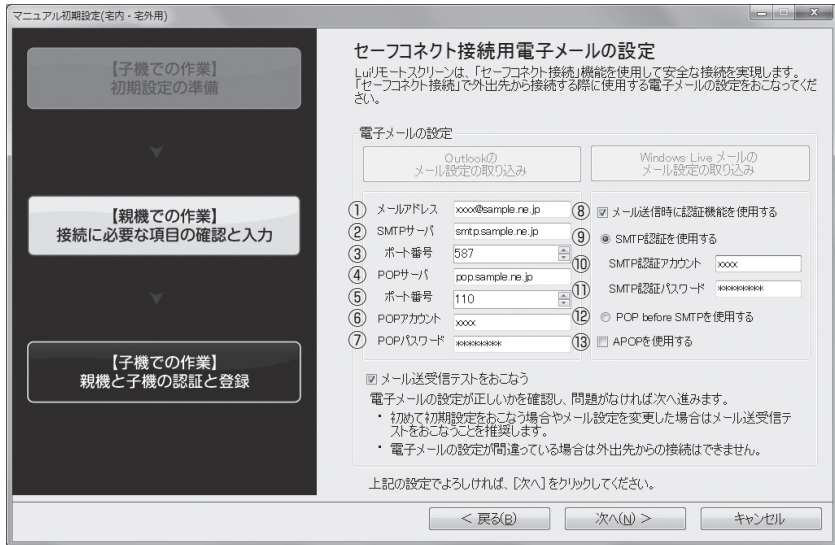 マニュアル初期設定(宅内・宅外用)
【子機での作業】
初期設定の準備
【親機での作業】
接続に必要な項目の確認と入力
【子機での作業】
親機と子機の認証と登録
セーフコネクト接続用電子メールの設定
Luiリモートスクリーンは、「セーフコネクト接続」機能を使用して安全な接続を実現します。
「セーフコネクト接続」で外出先から接続する際に使用する電子メールの設定をおこなってくだ
さい。
電子メールの設定
Outlookの
メール設定の取り込み
Windows Live メールの
メール設定の取り込み
① メールアドレス xxxx@sample.ne.jp
② SMTPサーバ smtp.sample.ne.jp
③ ポート番号 587
④ POPサーバ pop.sample.ne.jp
⑤ ポート番号 110
⑥ POPアカウント xxxx
⑦ POPパスワード **********
⑧ メール送信時に認証機能を使用する
⑨ SMTP認証を使用する
⑩ SMTP認証アカウント xxxx
⑪ SMTP認証パスワード **********
⑫ POP before SMTPを使用する
⑬ APOPを使用する
メール送受信テストをおこなう
電子メールの設定が正しいかを確認し、問題がなければ次へ進みます。
・ 初めて初期設定をおこなう場合やメール設定を変更した場合はメール送受信テ
ストをおこなうことを推奨します。
・ 電子メールの設定が間違っている場合は外出先からの接続はできません。
上記の設定でよろしければ、[次へ]をクリックしてください。
< 戻る(B)
次へ(N) >
キャンセル